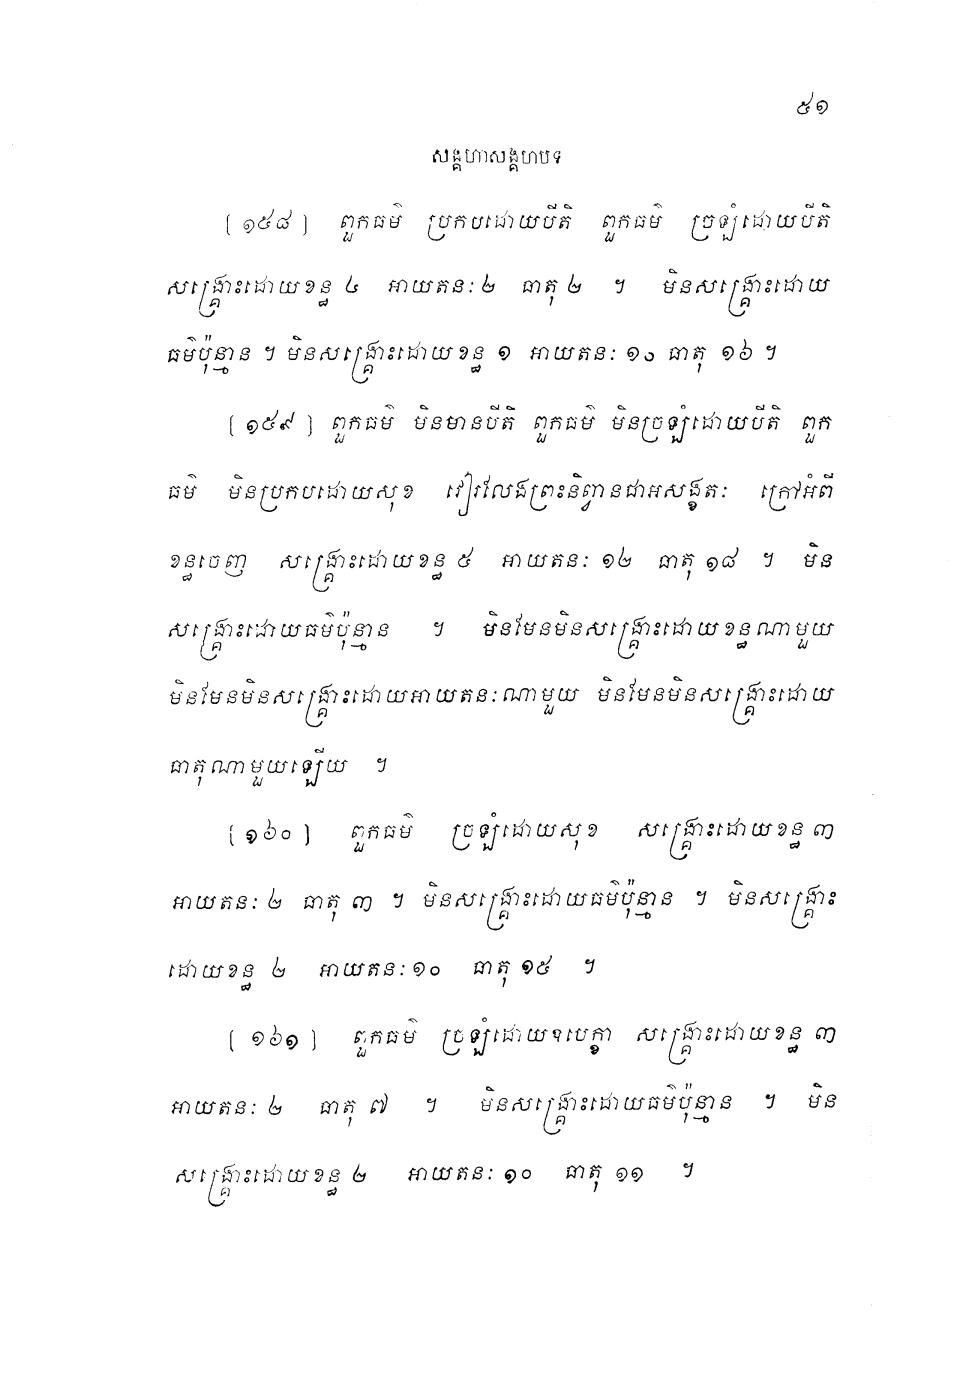 ៥១
សង្គហាសង្គហបទ
[១៥៨] ពួកធម៌ ប្រកបដោយបីតិ ពួកធម៌ ច្រឡំដោយបីតិ
សង្គ្រោះដោយខន្ធ ៤ អាយតនៈ ២ ធាតុ ២ ។ មិនសង្គ្រោះដោយ
ធម៌ប៉ុន្មាន ។ មិនសង្គ្រោះដោយខន្ធ ១ អាយតនៈ ១០ ធាតុ ១៦ ។
[១៥៩] ពួកធម៌ មិនមានបីតិ ពួកធម៌ មិនច្រឡំដោយបីតិ ពួក
ធម៌ មិនប្រកបដោយសុខ វៀរលែងព្រះនិព្វានជាអសង្ខតៈ ក្រៅអំពី
ខន្ធចេញ សង្គ្រោះដោយខន្ធ ៥ អាយតនៈ ១២ ធាតុ ១៨ ។ មិន
សង្គ្រោះដោយធម៌ប៉ុន្មាន ។ មិនមែនមិនសង្គ្រោះដោយខន្ធណាមួយ
មិនមែនមិនសង្គ្រោះដោយអាយតនៈណាមួយ មិនមែនមិនសង្គ្រោះដោយ
ធាតុណាមួយឡើយ ។
[១៦០] ពួកធម៌ ច្រឡំដោយសុខ សង្គ្រោះដោយខន្ធ ៣
អាយតនៈ ២ ធាតុ ៣ ។ មិនសង្គ្រោះដោយធម៌ប៉ុន្មាន ។ មិនសង្គ្រោះ
ដោយខន្ធ ២ អាយតនៈ ១០ ធាតុ ១៥ ។
[១៦១] ពួកធម៌ ច្រឡំដោយឧបេក្ខា សង្គ្រោះដោយខន្ធ ៣
អាយតនៈ ២ ធាតុ ៧ ។ មិនសង្គ្រោះដោយធម៌ប៉ុន្មាន ។ មិន
សង្គ្រោះដោយខន្ធ ២ អាយតនៈ ១០ ធាតុ ១១ ។